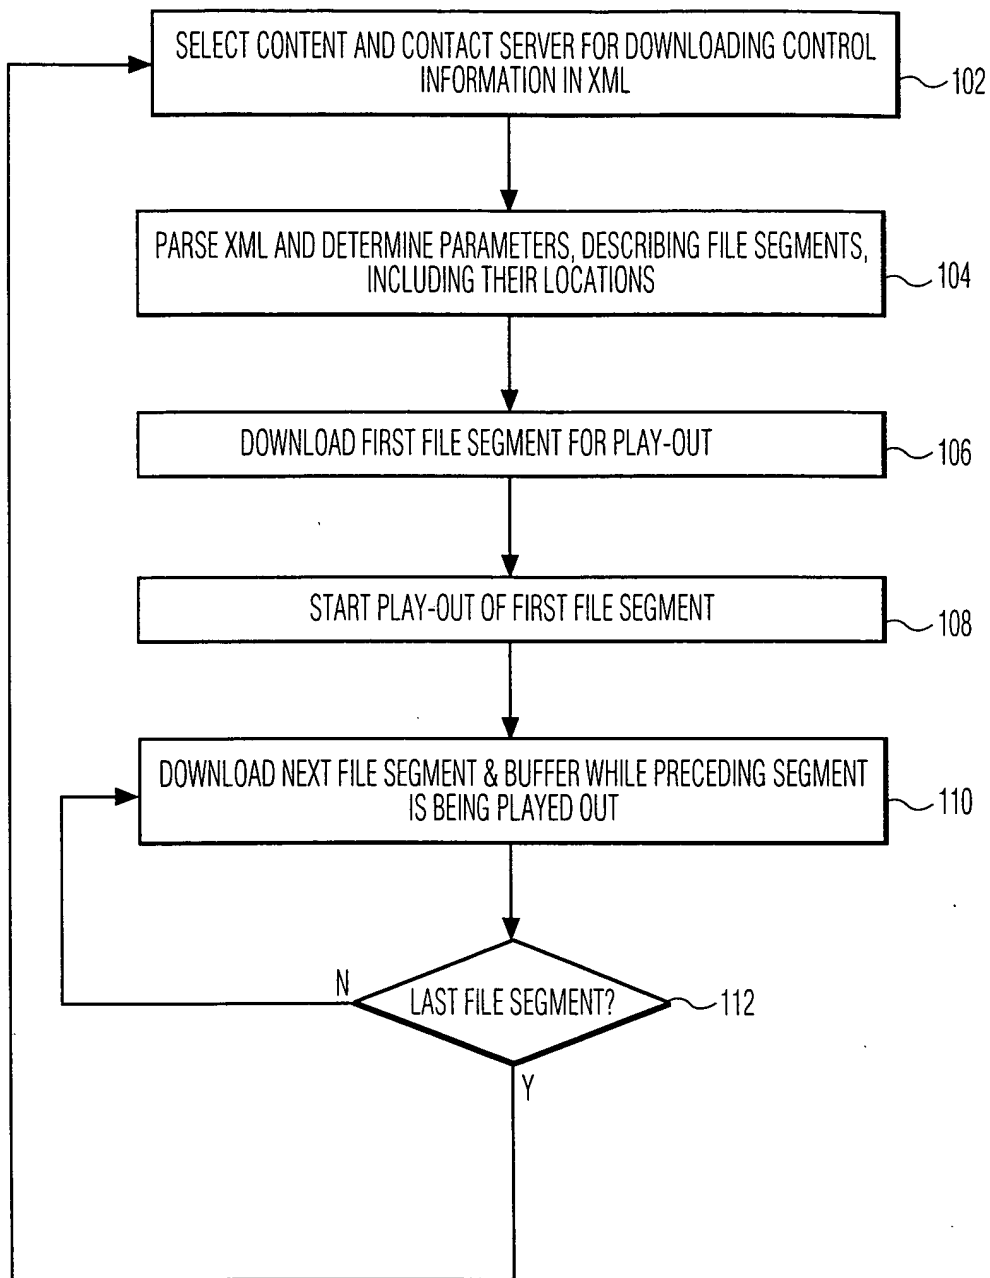 SELECT CONTENT AND CONTACT SERVER FOR DOWNLOADING CONTROL
INFORMATION IN XML
102
PARSE XML AND DETERMINE PARAMETERS, DESCRIBING FILE SEGMENTS,
INCLUDING THEIR LOCATIONS
104
DOWNLOAD FIRST FILE SEGMENT FOR PLAY-OUT
106
START PLAY-OUT OF FIRST FILE SEGMENT
108
DOWNLOAD NEXT FILE SEGMENT & BUFFER WHILE PRECEDING SEGMENT
IS BEING PLAYED OUT
110
N
LAST FILE SEGMENT?
112
Y